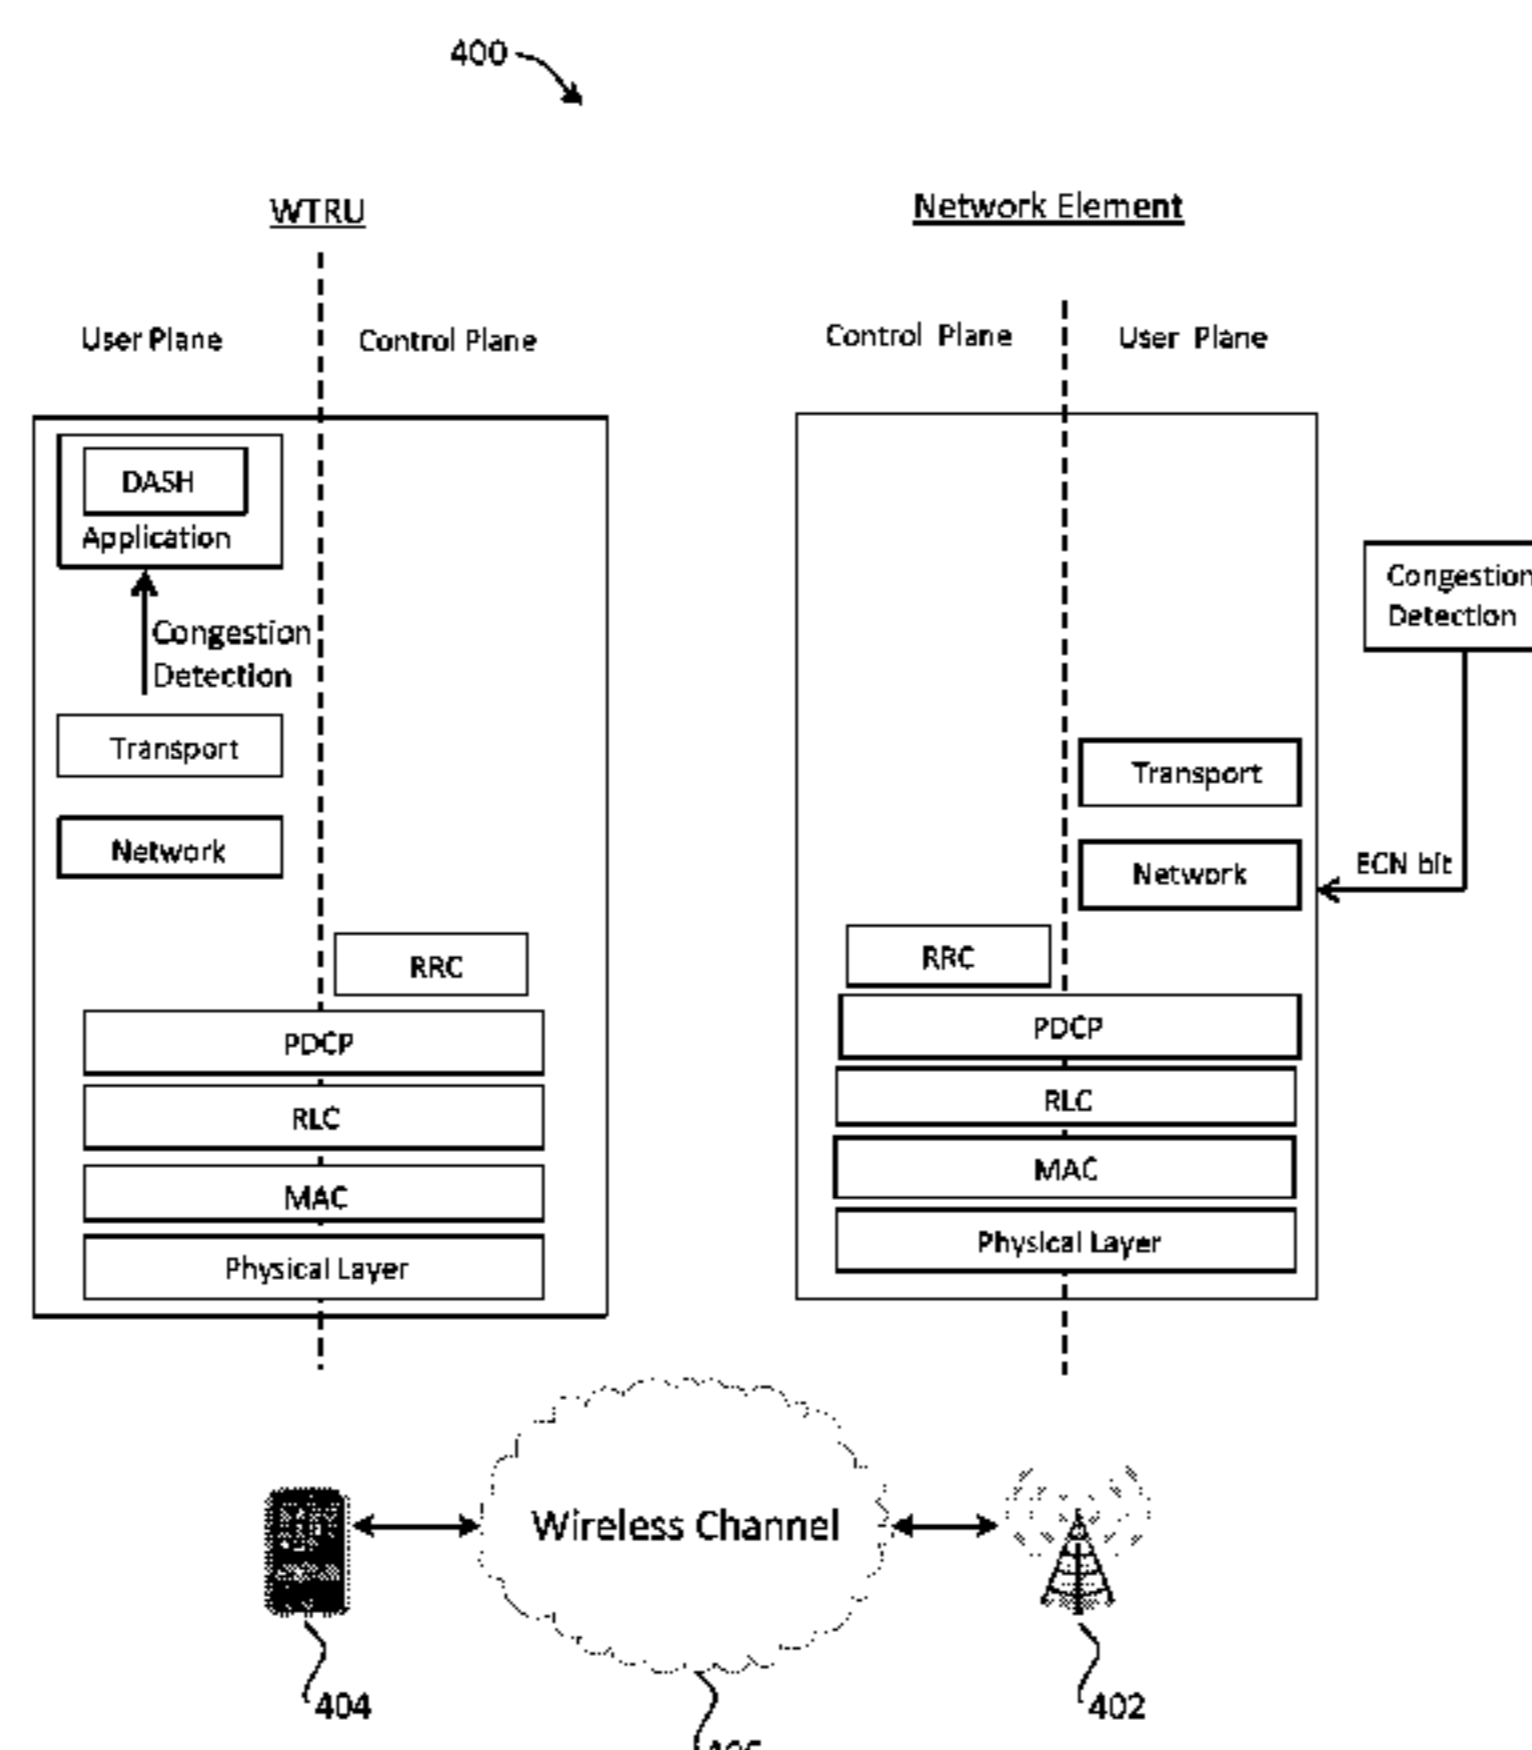 400
WTRU
Network Element
User Plane
Control Plane
Control Plane
User Plane
DASH
Application
Congestion
Detection
Transport
Network
RRC
PDCP
RLC
MAC
Physical Layer
Congestion
Detection
Transport
Network
ECN bit
RRC
PDCP
RLC
MAC
Physical Layer
Wireless Channel
404
402